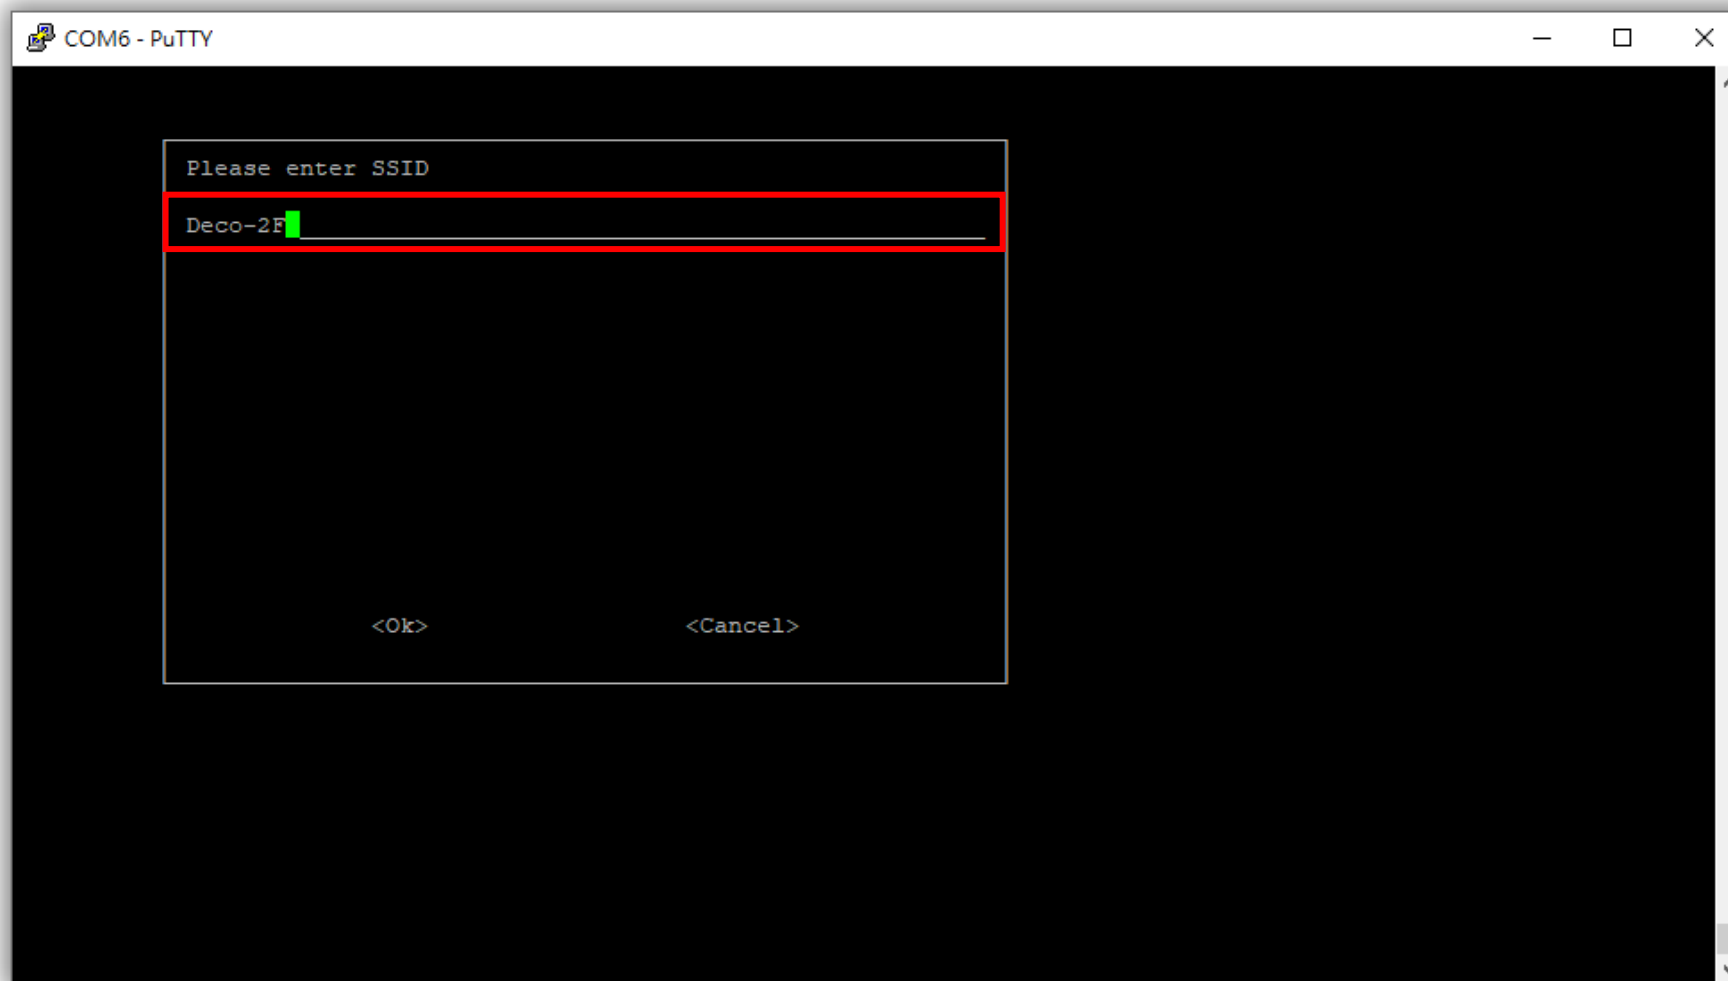 COM6 - PuTTY
Please enter SSID
Deco-2F
<Ok> <Cancel>